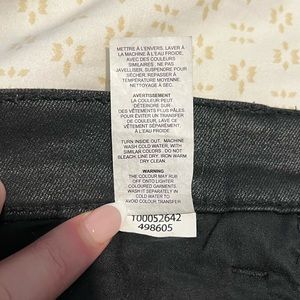 METTRE À L'ENVERS. LAVER À
LA MACHINE À L'EAU FROIDE,
AVEC DES COULEURS
SIMILAIRES. NE PAS
JAVELLISER, SUSPENDRE POUR
SÉCHER, REPASSER À
TEMPÉRATURE MOYENNE.
NETTOYAGE À SEC.
AVERTISSEMENT
LA COULEUR PEUT
DÉTEINDRE SUR
DES VÊTEMENTS PLUS PÂLES.
POUR ÉVITER UN TRANSFERT
DE COULEUR, LAVER CE
VÊTEMENT SÉPARÉMENT
À L'EAU FROIDE.
TURN INSIDE OUT. MACHINE
WASH COLD WATER, WITH
SIMILAR COLORS . DO NOT
BLEACH. LINE DRY. IRON WARM
DRY CLEAN.
WARNING
THE COLOUR MAY RUB
OFF ONTO LIGHTER
COLOURED GARMENTS.
WASH SEPARATELY IN
COLD WATER TO
AVOID COLOUR TRANSFER
100052642
498605